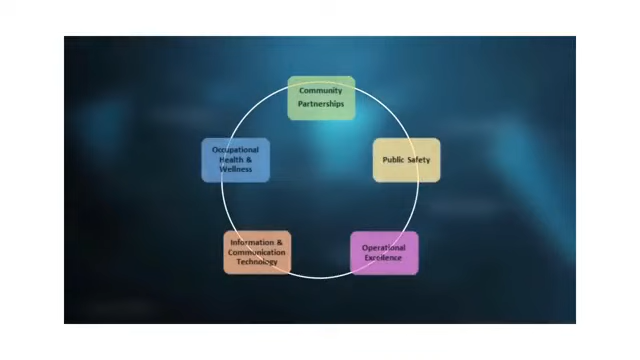 Community
Partnerships
Public Safety
Operational
Excellence
Information &
Communication
Technology
Occupational
Health &
Wellness